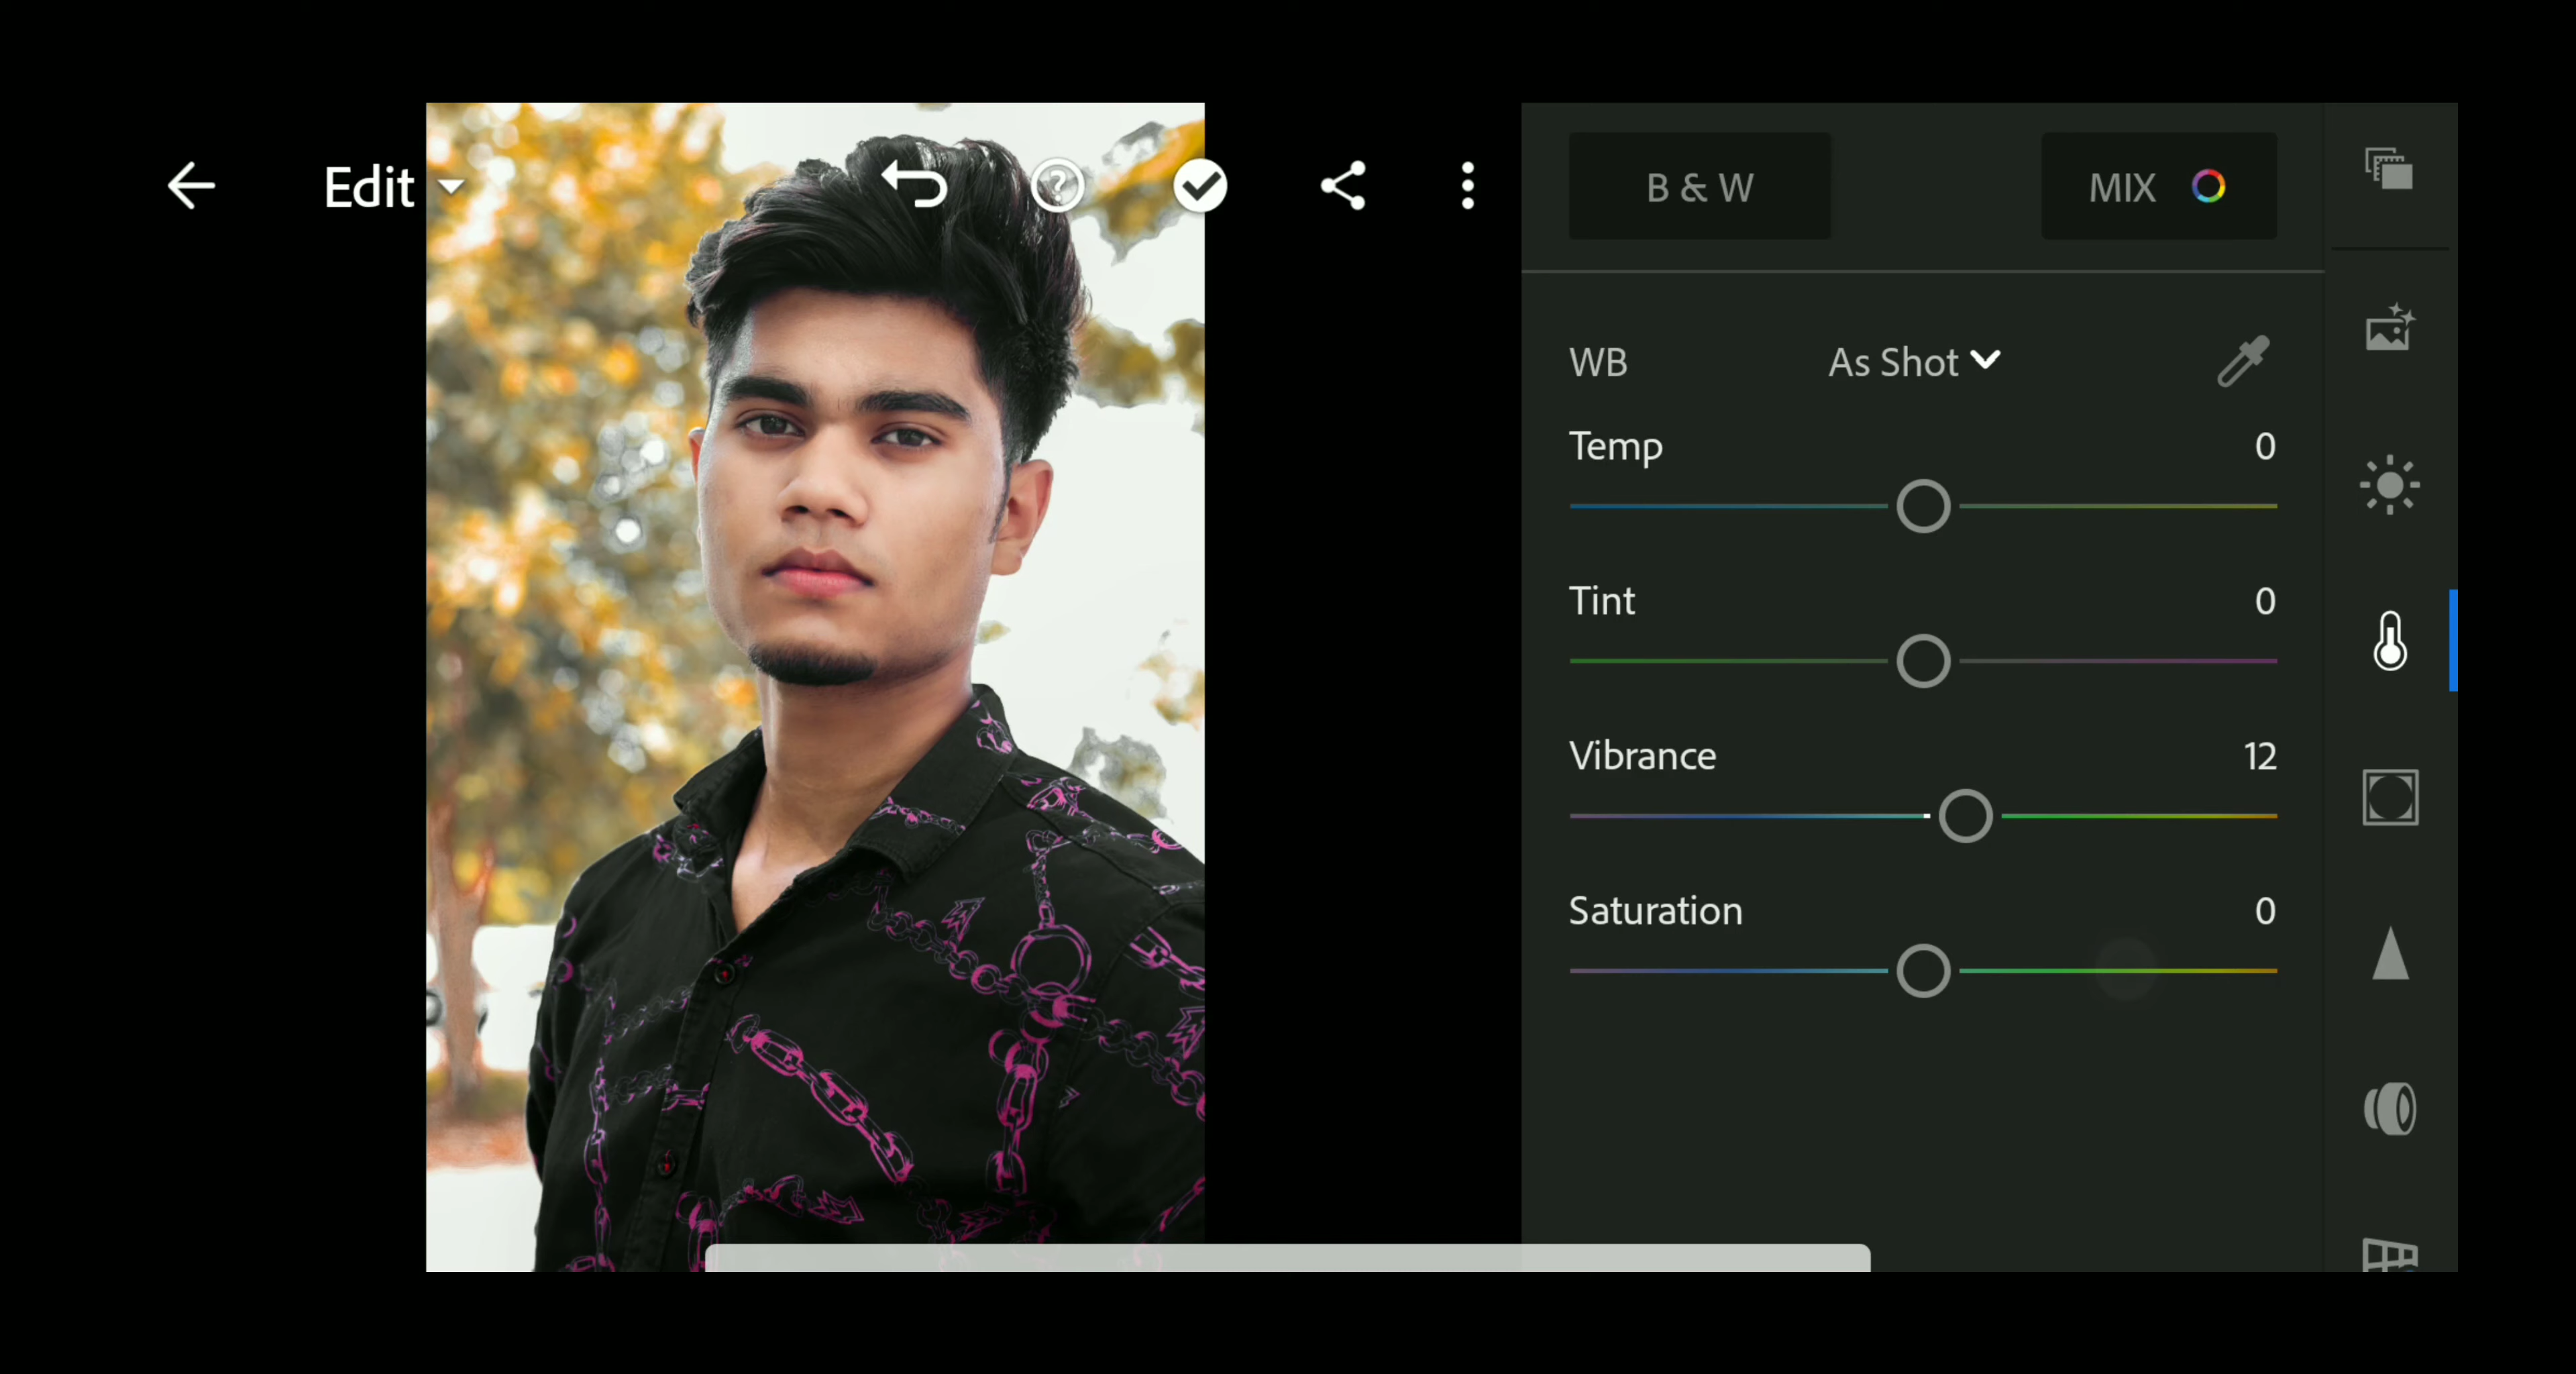 Edit
B & W
MIX
WB As Shot
Temp 0
Tint 0
Vibrance 12
Saturation 0